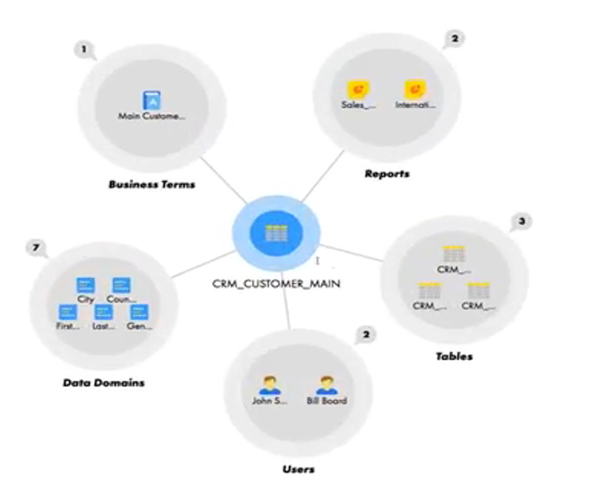 1
Main Custome...
Business Terms
2
Sales_...
Internati...
Reports
CRM_CUSTOMER_MAIN
7
City
Coun...
First...
Last...
Gen...
Data Domains
3
CRM_...
CRM_...
CRM_...
Tables
2
John S...
Bill Board
Users